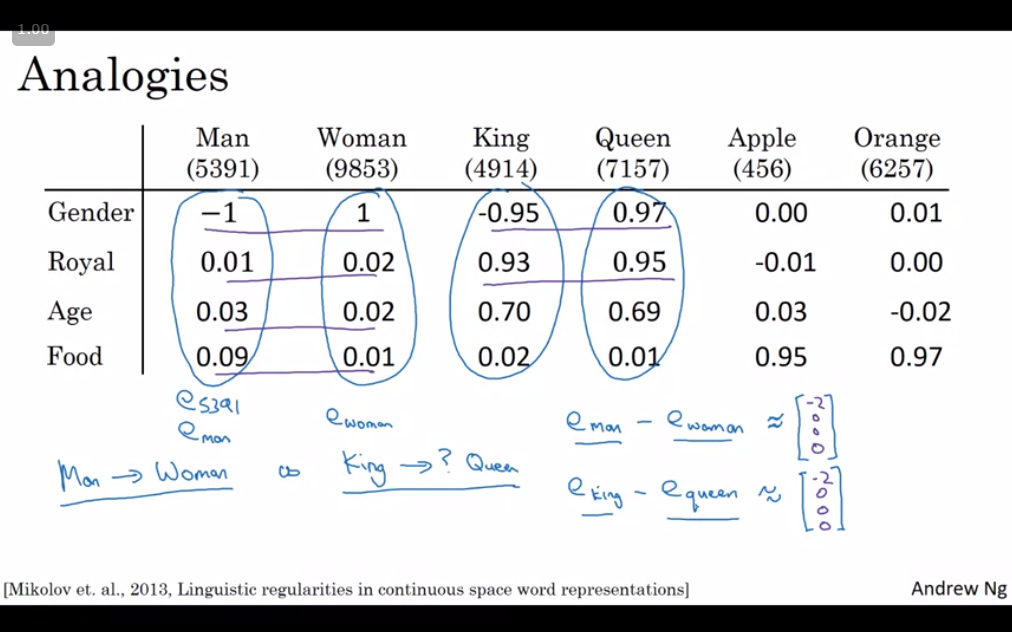 1.00
Analogies
Man Woman King Queen Apple Orange
(5391) (9853) (4914) (7157) (456) (6257)
Gender −1 1 -0.95 0.97 0.00 0.01
Royal 0.01 0.02 0.93 0.95 -0.01 0.00
Age 0.03 0.02 0.70 0.69 0.03 -0.02
Food 0.09 0.01 0.02 0.01 0.95 0.97
e5391
eman ewoman
eman − ewoman ≈ [-2 0 0 0]
Man → Woman as King → ? Queen
eking − equeen ≈ [-2 0 0 0]
[Mikolov et. al., 2013, Linguistic regularities in continuous space word representations] Andrew Ng